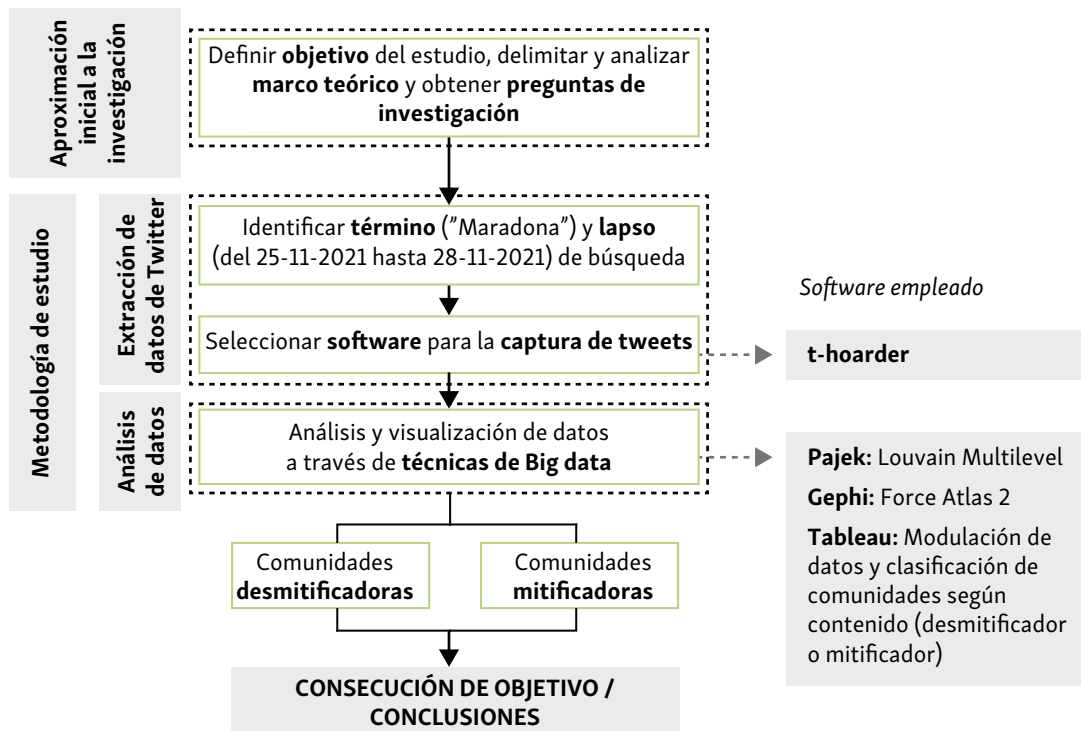 Aproximación
inicial a la
investigación
Definir objetivo del estudio, delimitar y analizar
marco teórico y obtener preguntas de
investigación
Metodología de estudio
Extracción de
datos de Twitter
Identificar término ("Maradona") y lapso
(del 25-11-2021 hasta 28-11-2021) de búsqueda
Seleccionar software para la captura de tweets
Software empleado
t-hoarder
Análisis
de datos
Análisis y visualización de datos
a través de técnicas de Big data
Pajek: Louvain Multilevel
Gephi: Force Atlas 2
Tableau: Modulación de
datos y clasificación de
comunidades según
contenido (desmitificador
o mitificador)
Comunidades
desmitificadoras
Comunidades
mitificadoras
CONSECUCIÓN DE OBJETIVO /
CONCLUSIONES